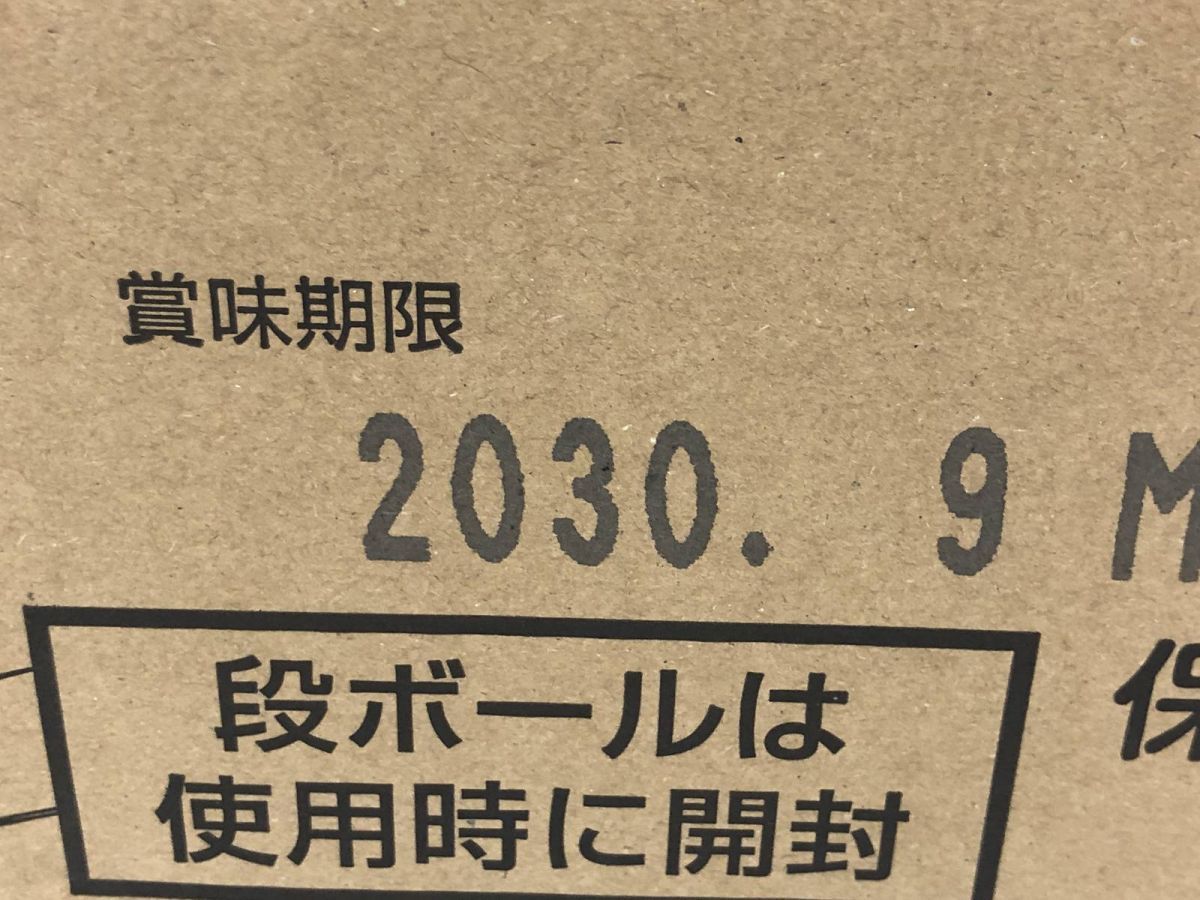 賞味期限
2030. 9 M
段ボールは
使用時に開封
保